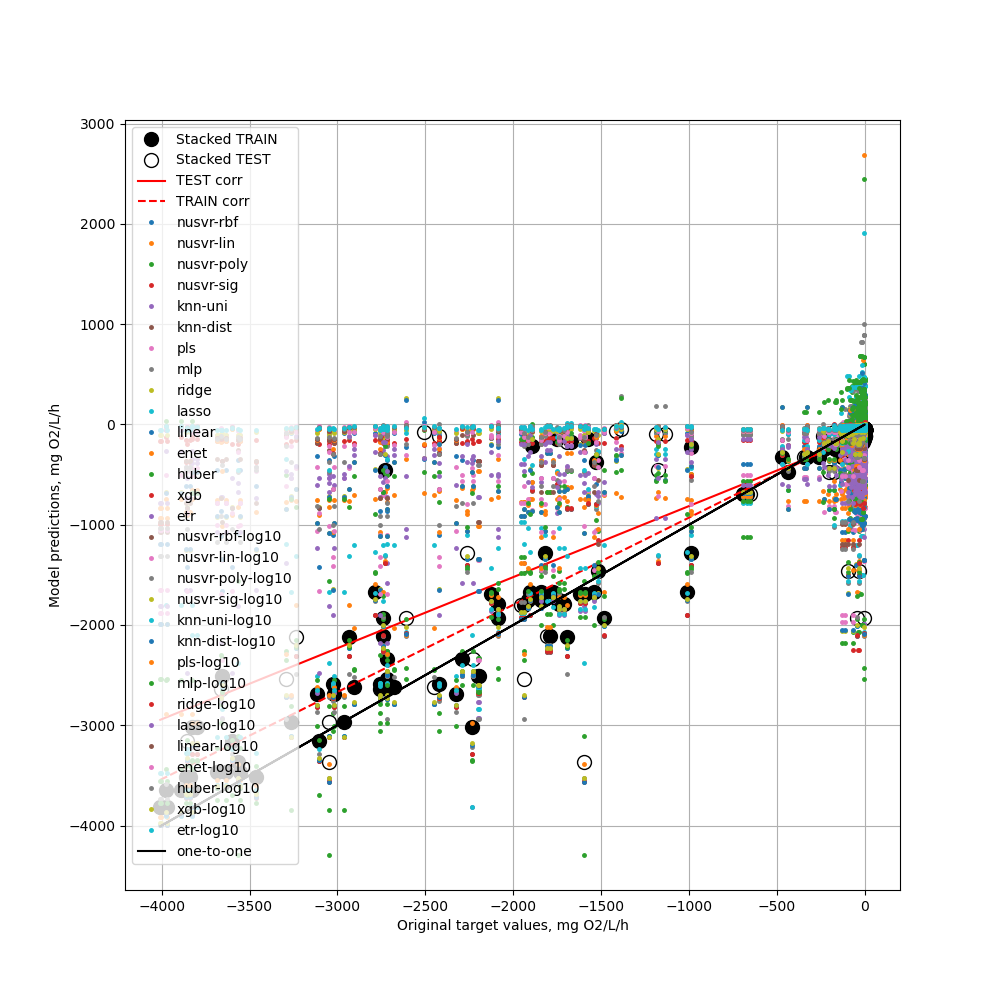 3000
2000
1000
0
−1000
−2000
−3000
−4000
Model predictions, mg O2/L/h
Stacked TRAIN
Stacked TEST
TEST corr
TRAIN corr
nusvr-rbf
nusvr-lin
nusvr-poly
nusvr-sig
knn-uni
knn-dist
pls
mlp
ridge
lasso
linear
enet
huber
xgb
etr
nusvr-rbf-log10
nusvr-lin-log10
nusvr-poly-log10
nusvr-sig-log10
knn-uni-log10
knn-dist-log10
pls-log10
mlp-log10
ridge-log10
lasso-log10
linear-log10
enet-log10
huber-log10
xgb-log10
etr-log10
one-to-one
−4000 −3500 −3000 −2500 −2000 −1500 −1000 −500 0
Original target values, mg O2/L/h